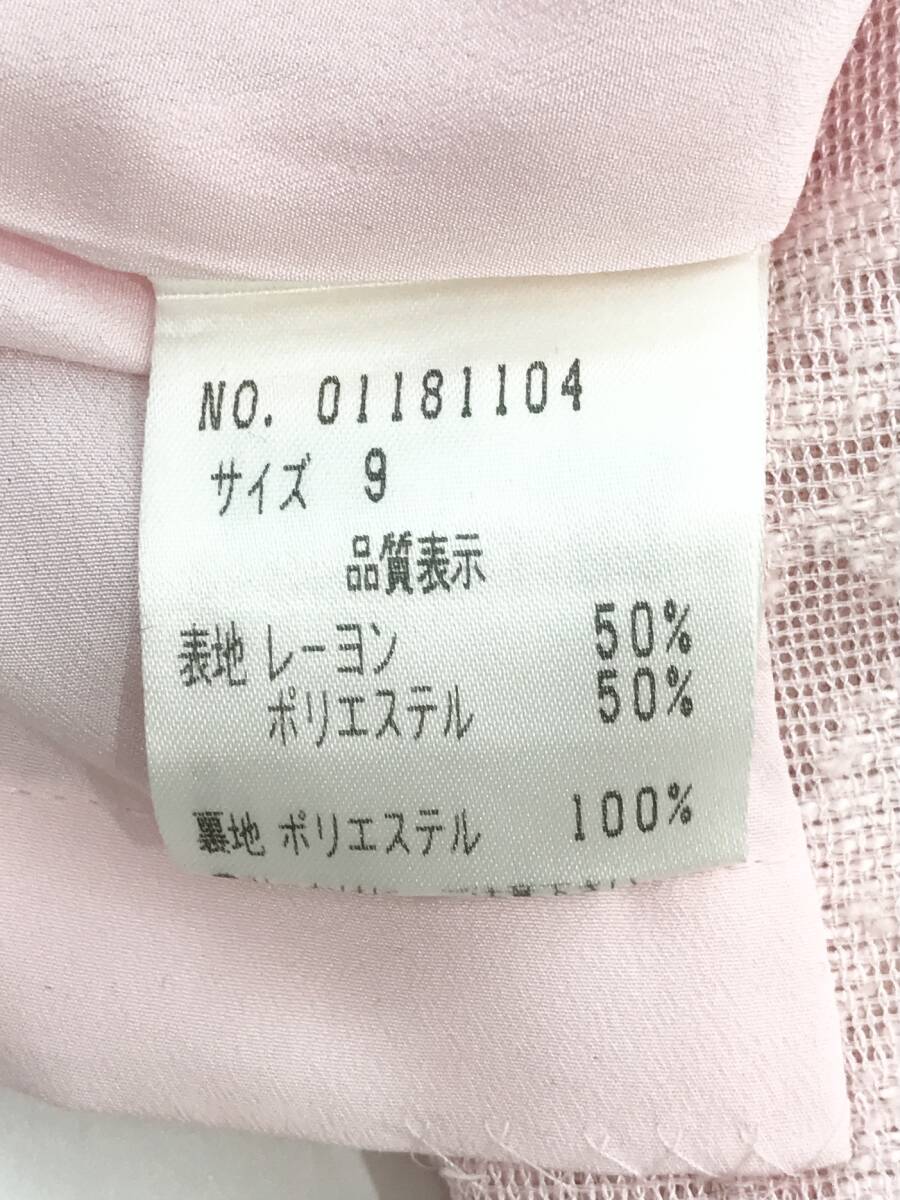 NO. 01181104
サイズ 9
品質表示
表地 レーヨン 50%
ポリエステル 50%
裏地 ポリエステル 100%